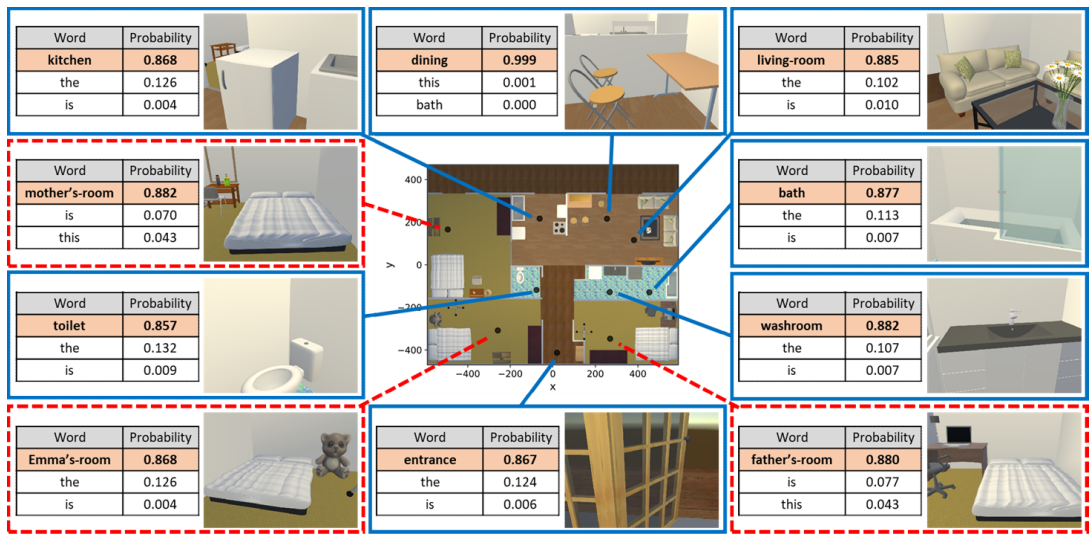 Word Probability
kitchen 0.868
the 0.126
is 0.004
Word Probability
dining 0.999
this 0.001
bath 0.000
Word Probability
living-room 0.885
the 0.102
is 0.010
Word Probability
mother's-room 0.882
is 0.070
this 0.043
Word Probability
bath 0.877
the 0.113
is 0.007
Word Probability
toilet 0.857
the 0.132
is 0.009
Word Probability
washroom 0.882
the 0.107
is 0.007
Word Probability
Emma's-room 0.868
the 0.126
is 0.004
Word Probability
entrance 0.867
the 0.124
is 0.006
Word Probability
father's-room 0.880
is 0.077
this 0.043
400
200
0
−200
−400
y
−400 −200 0 200 400
x